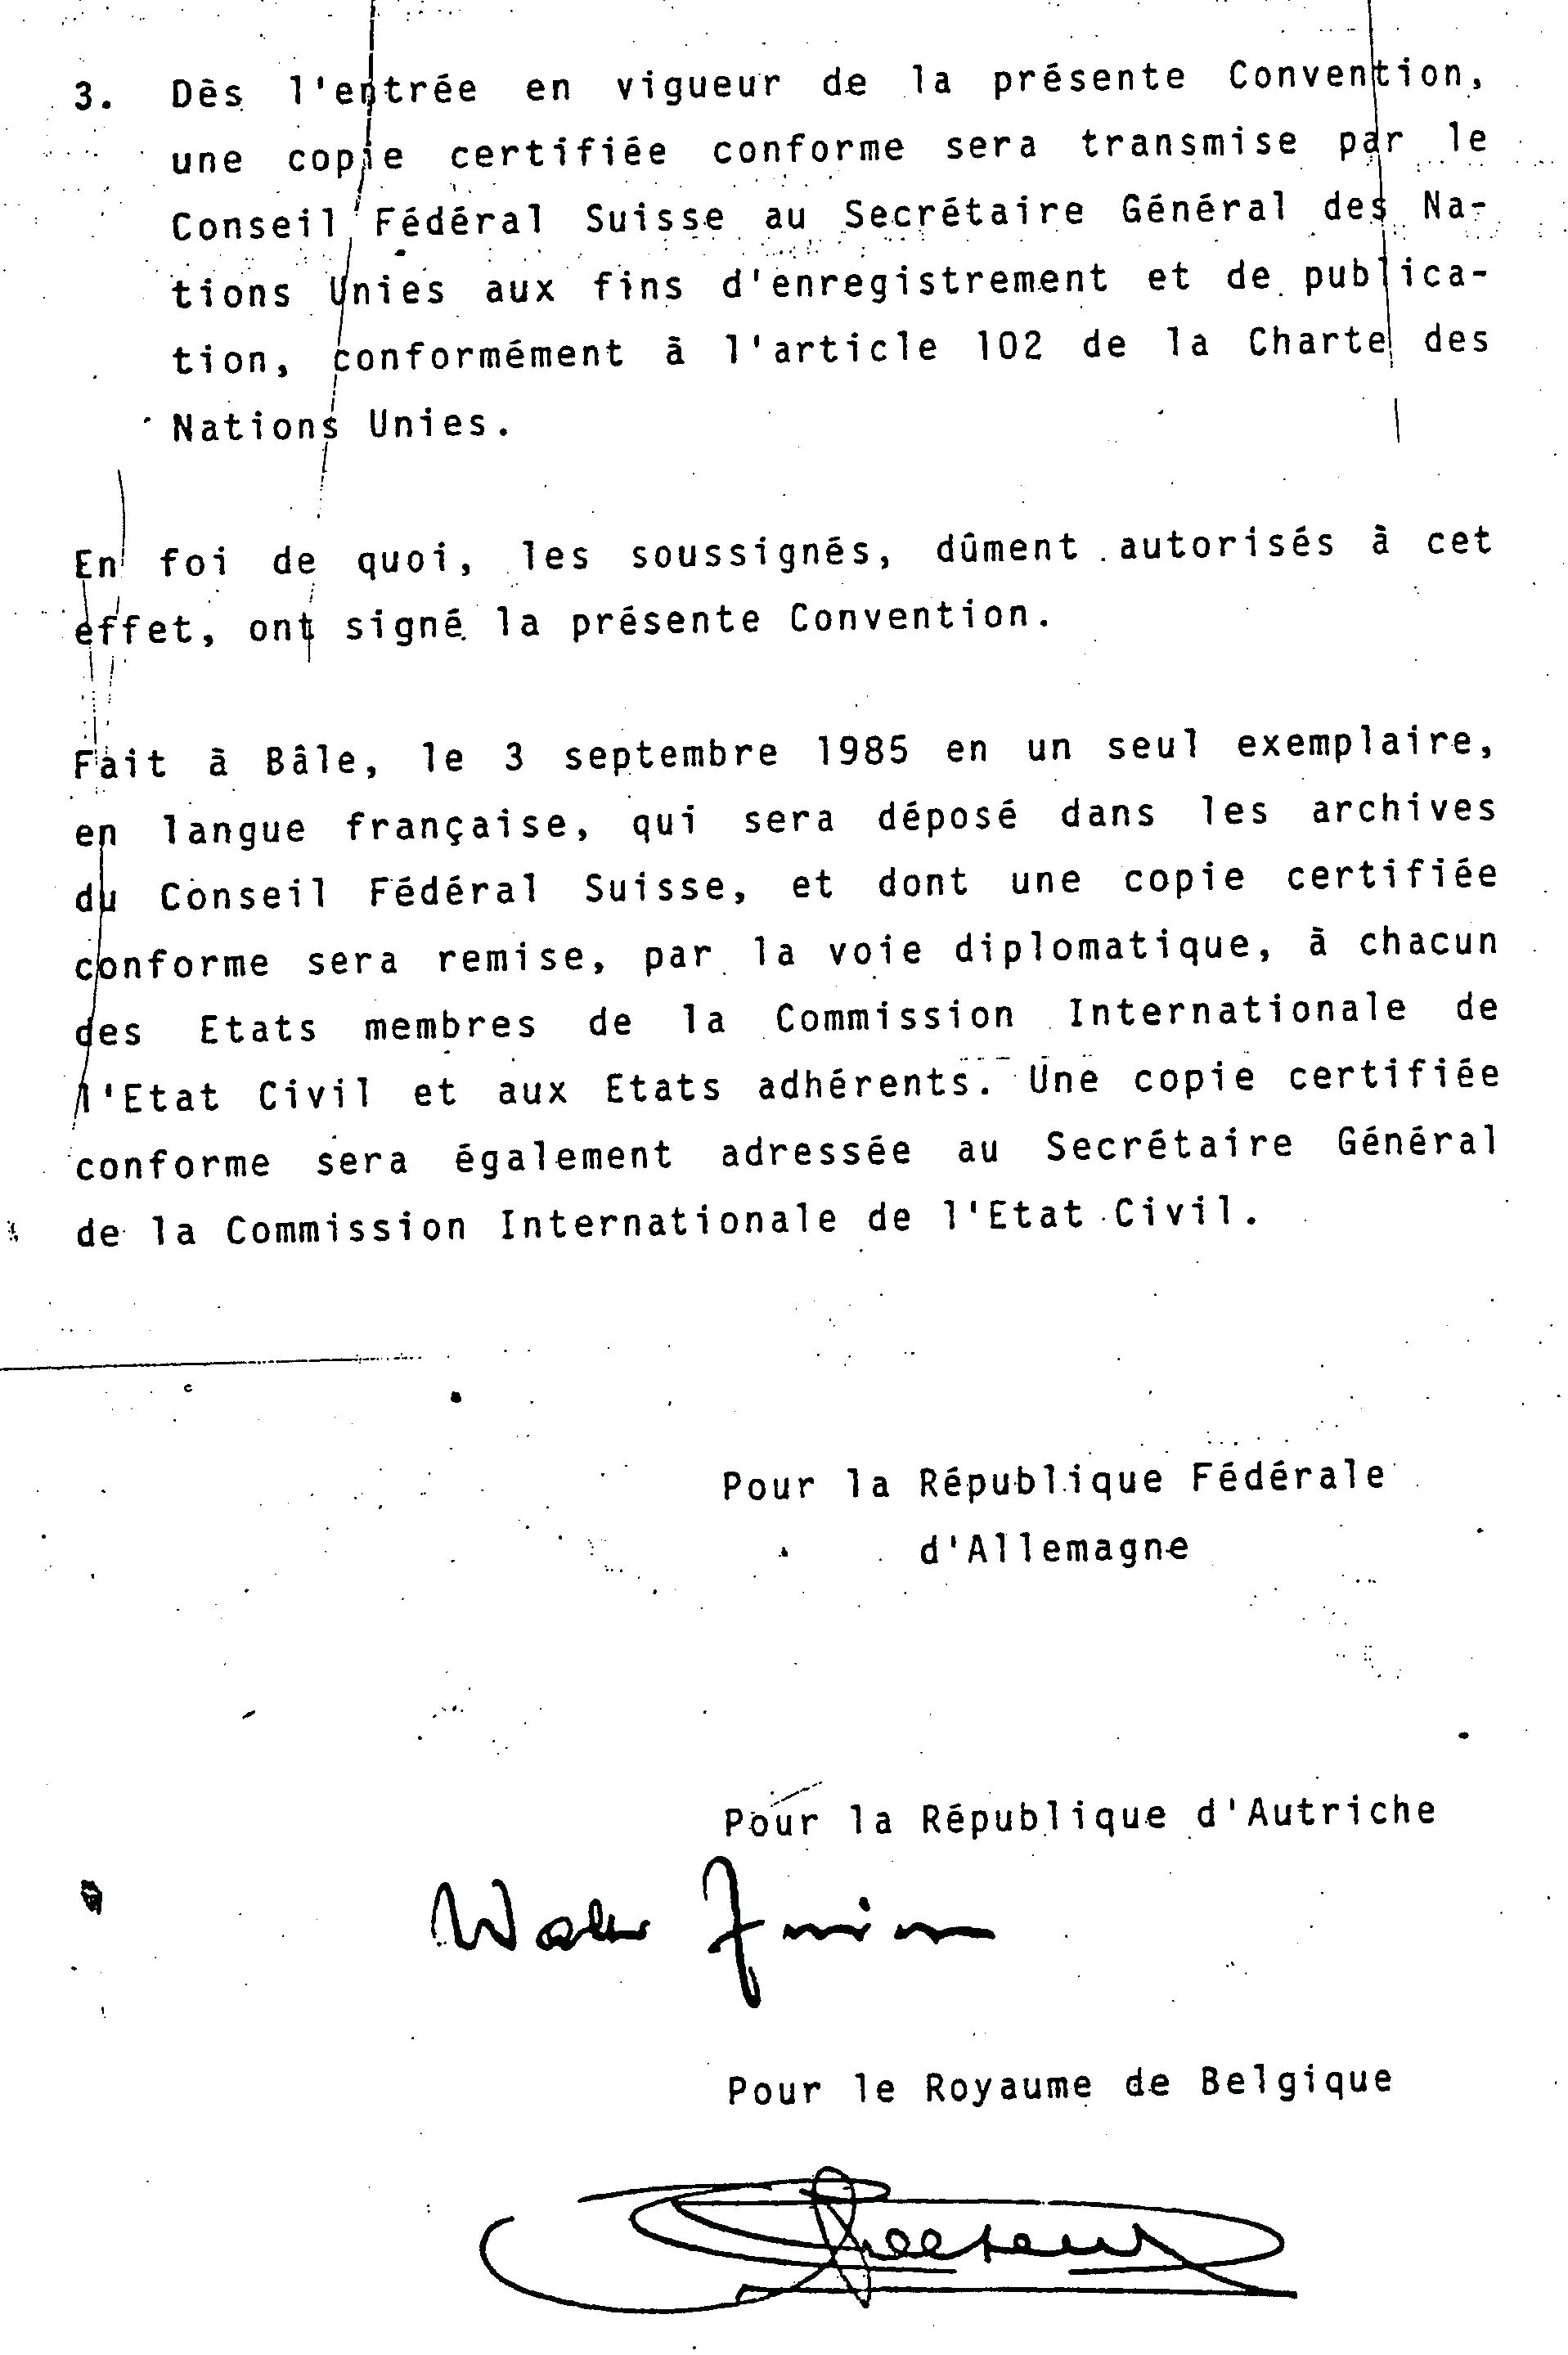 3. Dès l'entrée en vigueur de la présente Convention,
une copie certifiée conforme sera transmise par le
Conseil Fédéral Suisse au Secrétaire Général des Na-
tions Unies aux fins d'enregistrement et de publica-
tion, conformément à l'article 102 de la Charte des
Nations Unies.
En foi de quoi, les soussignés, dûment autorisés à cet
effet, ont signé la présente Convention.
Fait à Bâle, le 3 septembre 1985 en un seul exemplaire,
en langue française, qui sera déposé dans les archives
du Conseil Fédéral Suisse, et dont une copie certifiée
conforme sera remise, par la voie diplomatique, à chacun
des Etats membres de la Commission Internationale de
l'Etat Civil et aux Etats adhérents. Une copie certifiée
conforme sera également adressée au Secrétaire Général
de la Commission Internationale de l'Etat Civil.
Pour la République Fédérale
d'Allemagne
Pour la République d'Autriche
Pour le Royaume de Belgique